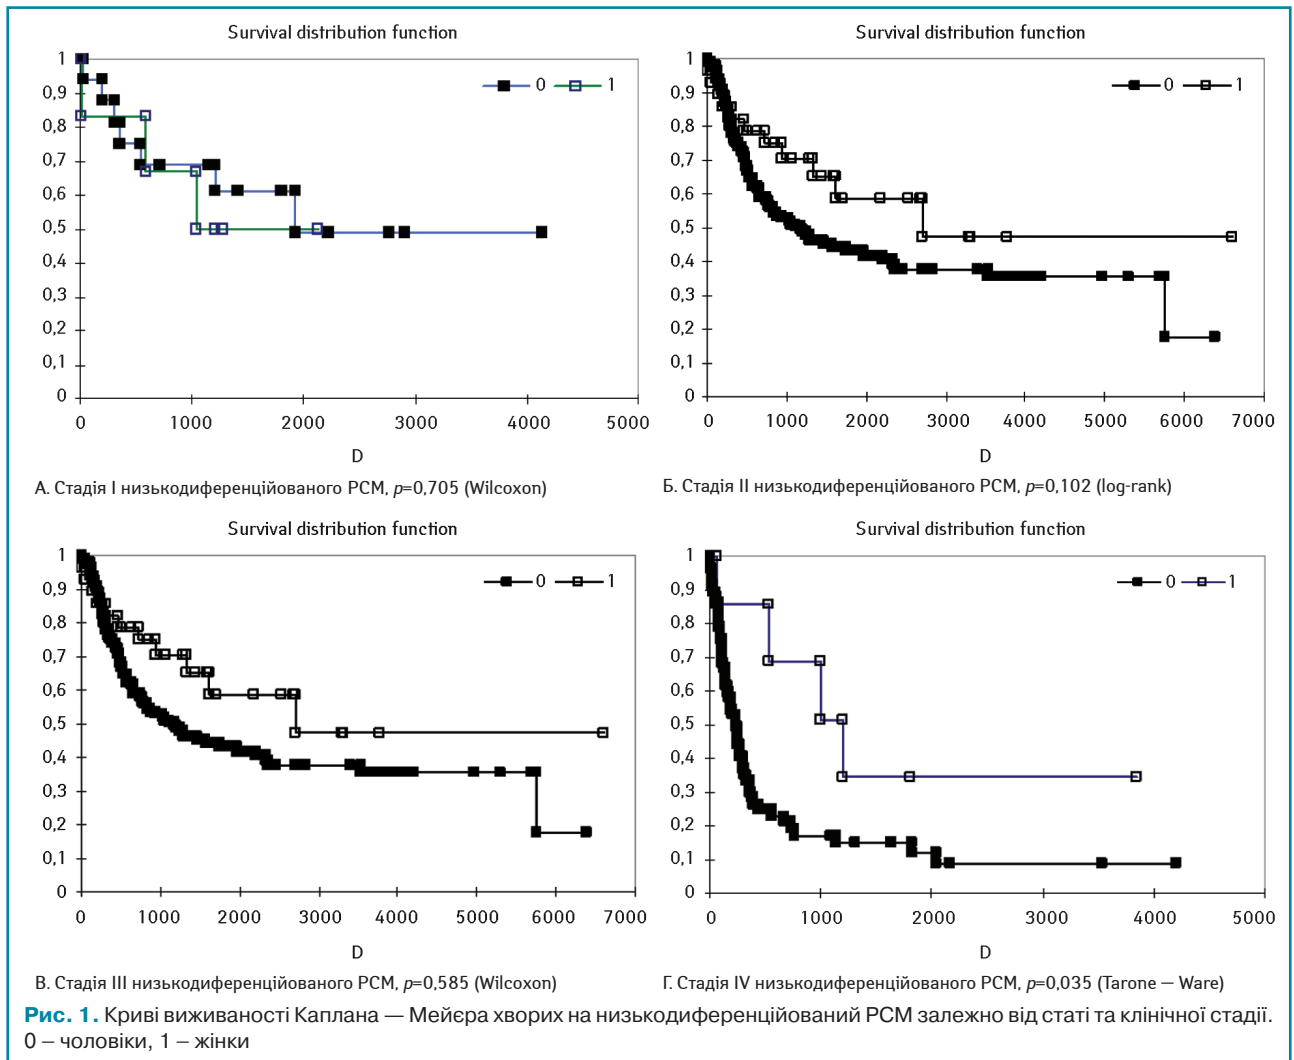 Survival distribution function
1
0,9
0,8
0,7
0,6
0,5
0,4
0,3
0,2
0,1
0
0 1
0 1000 2000 3000 4000 5000
D
А. Стадія I низькодиференційованого РСМ, p=0,705 (Wilcoxon)
Survival distribution function
1
0,9
0,8
0,7
0,6
0,5
0,4
0,3
0,2
0,1
0
0 1
0 1000 2000 3000 4000 5000 6000 7000
D
Б. Стадія II низькодиференційованого РСМ, p=0,102 (log-rank)
Survival distribution function
1
0,9
0,8
0,7
0,6
0,5
0,4
0,3
0,2
0,1
0
0 1
0 1000 2000 3000 4000 5000 6000 7000
D
В. Стадія III низькодиференційованого РСМ, p=0,585 (Wilcoxon)
Survival distribution function
1
0,9
0,8
0,7
0,6
0,5
0,4
0,3
0,2
0,1
0
0 1
0 1000 2000 3000 4000 5000
D
Г. Стадія IV низькодиференційованого РСМ, p=0,035 (Tarone — Ware)
Рис. 1. Криві виживаності Каплана — Мейєра хворих на низькодиференційований РСМ залежно від статі та клінічної стадії.
0 – чоловіки, 1 – жінки